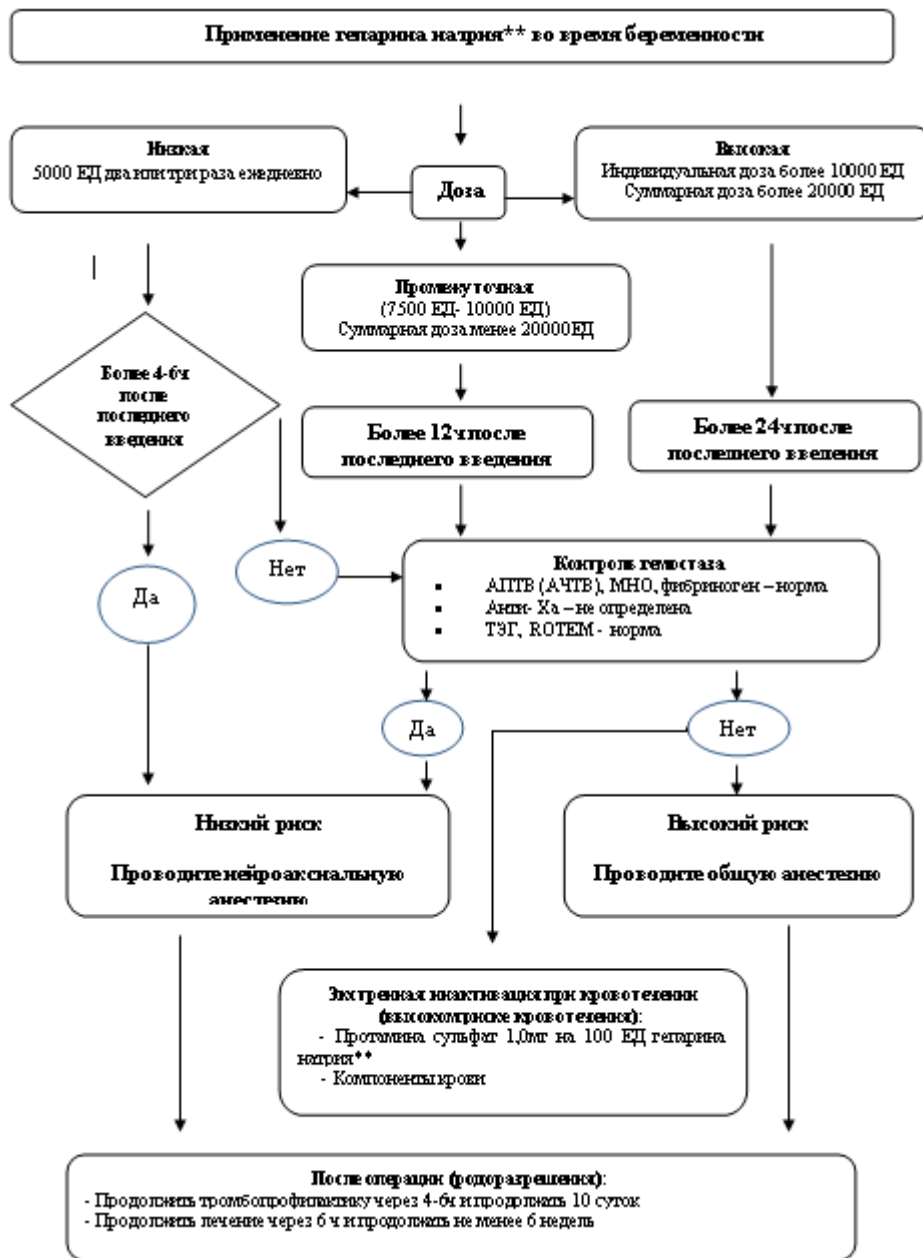 Применение гепарина натрия** во время беременности
Низкая
5000 ЕД два или три раза ежедневно
Доза
Высокая
Индивидуальная доза более 10000 ЕД
Суммарная доза более 20000 ЕД
Промежуточная
(7500 ЕД- 10000 ЕД)
Суммарная доза менее 20000ЕД
Более 4-6ч
после
последнего
введения
Более 12ч после
последнего введения
Более 24ч после
последнего введения
Да
Нет
Контроль гемостаза
▪ АПТВ (АЧТВ), МНО, фибриноген – норма
▪ Анти- Ха – не определена
▪ ТЭГ, ROTEM - норма
Да
Нет
Низкий риск
Проводите нейроаксиальную
анестезию
Высокий риск
Проводите общую анестезию
Экстренная инактивация при кровотечении
(высоком риске кровотечения):
- Протамина сульфат 1,0мг на 100 ЕД гепарина
натрия**
- Компоненты крови
После операции (родоразрешения):
- Продолжить тромбопрофилактику через 4-6ч и продолжать 10 суток
- Продолжить лечение через 6 ч и продолжать не менее 6 недель